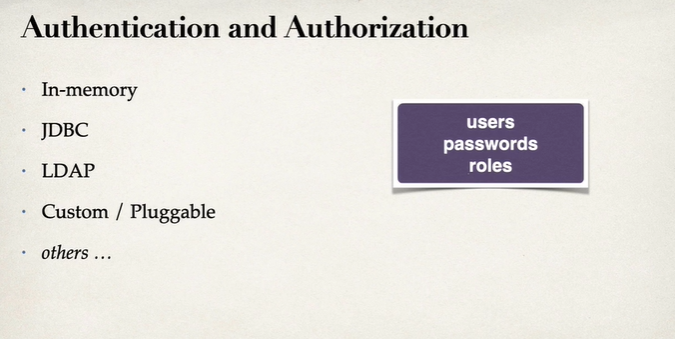 Authentication and Authorization
In-memory
JDBC
LDAP
Custom / Pluggable
others …
users
passwords
roles